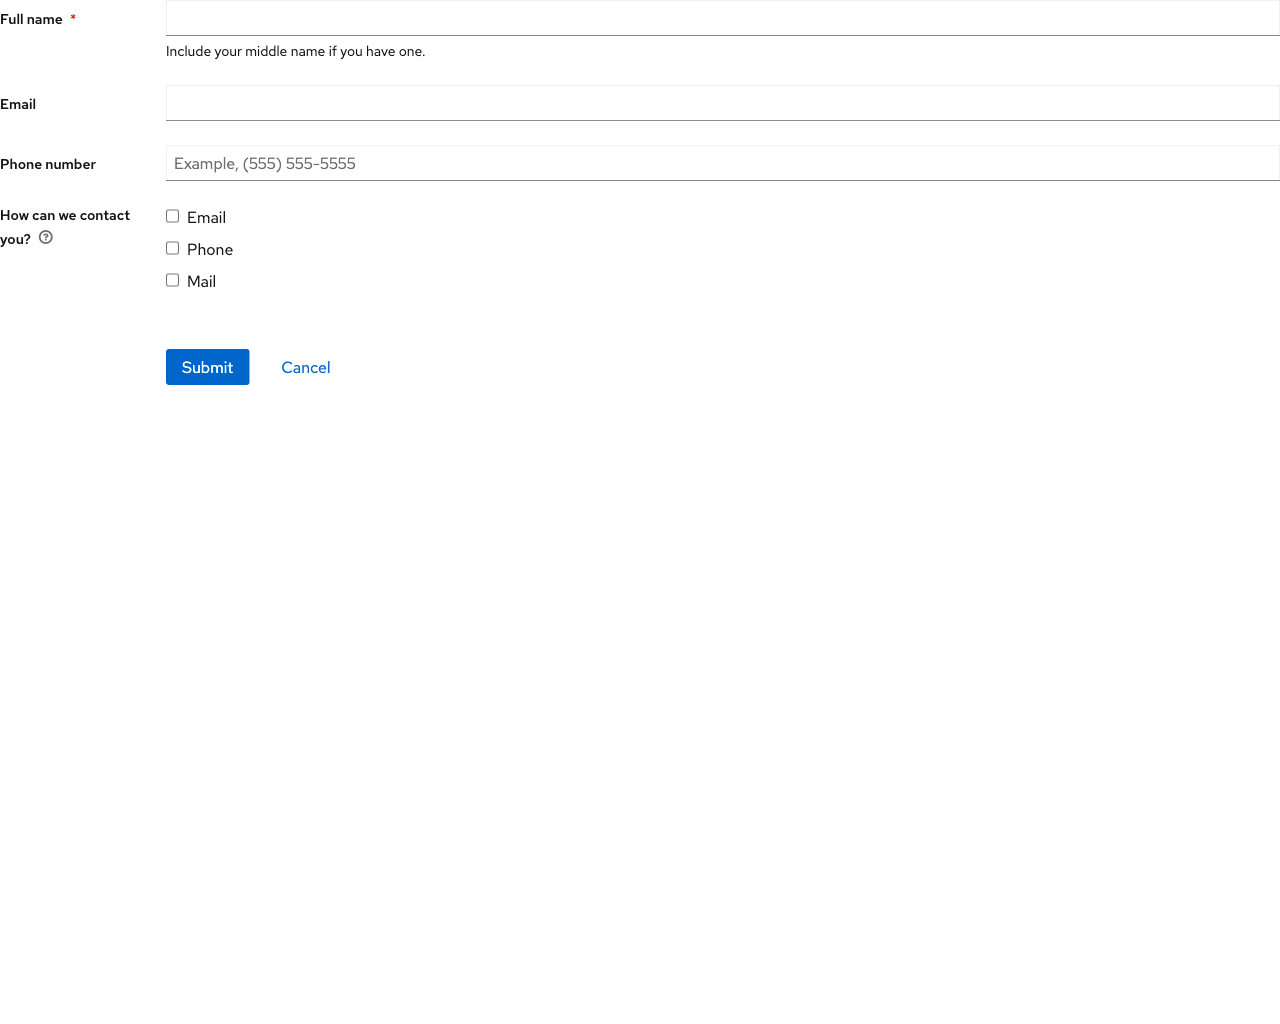 Full name *
Include your middle name if you have one.
Email
Phone number
Example, (555) 555-5555
How can we contact
you?
Email
Phone
Mail
Submit
Cancel